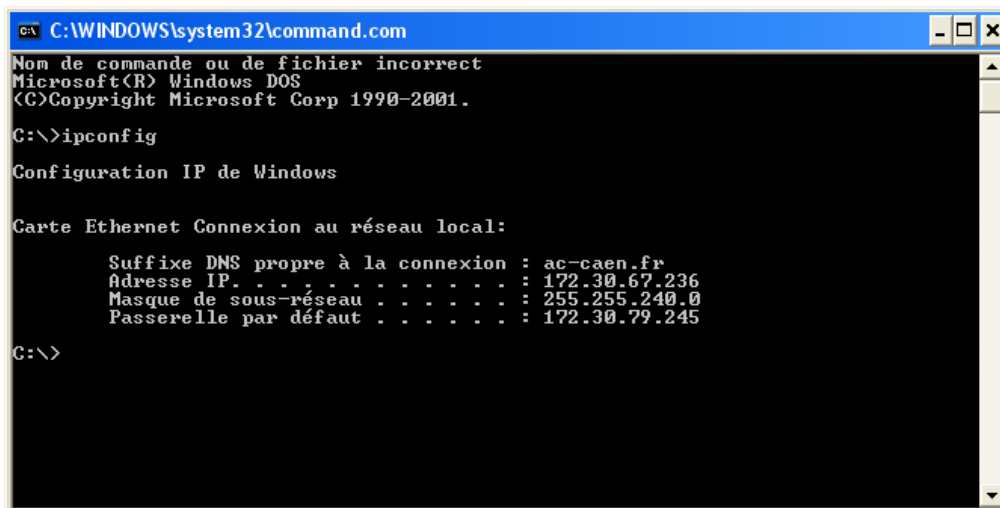 C:\WINDOWS\system32\command.com
Nom de commande ou de fichier incorrect
Microsoft(R) Windows DOS
(C)Copyright Microsoft Corp 1990-2001.
C:\>ipconfig
Configuration IP de Windows
Carte Ethernet Connexion au réseau local:
Suffixe DNS propre à la connexion : ac-caen.fr
Adresse IP. . . . . . . . . . . . : 172.30.67.236
Masque de sous-réseau . . . . . . : 255.255.240.0
Passerelle par défaut . . . . . . : 172.30.79.245
C:\>